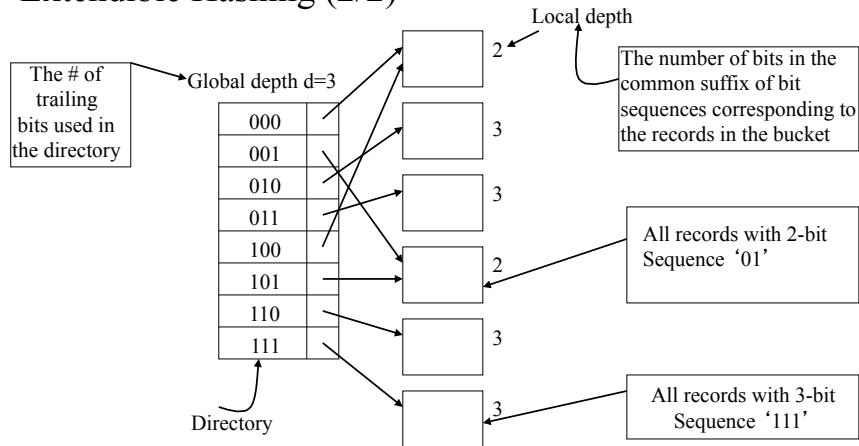 Extendible Hashing (2/2)
Local depth
2
The # of
trailing
bits used in
the directory
Global depth d=3
The number of bits in the
common suffix of bit
sequences corresponding to
the records in the bucket
000
001
010
011
100
101
110
111
3
3
2
3
3
All records with 2-bit
Sequence ‘01’
All records with 3-bit
Sequence ‘111’
Directory